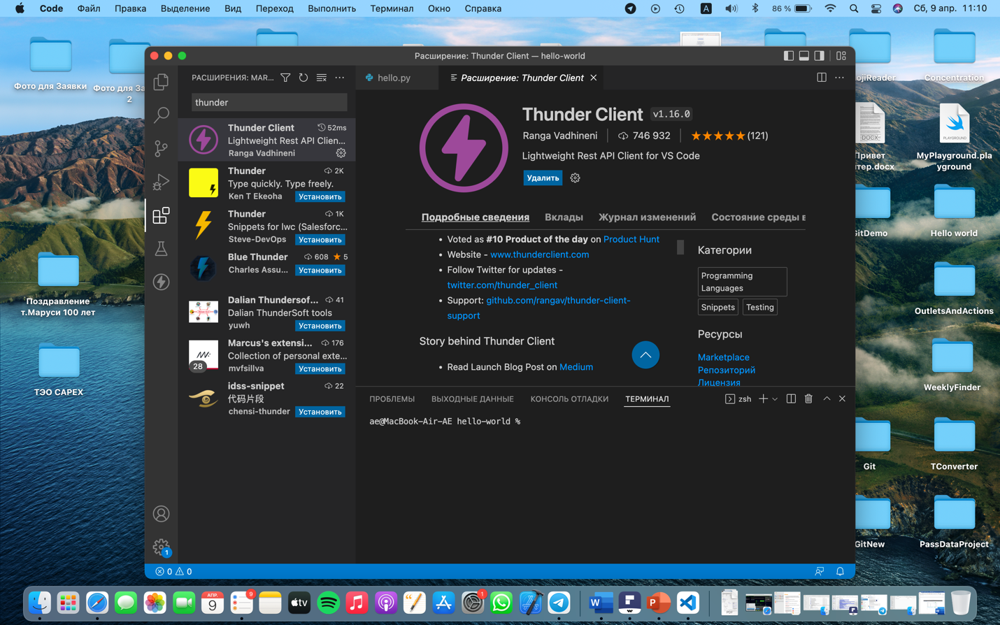 Code Файл Правка Выделение Вид Переход Выполнить Терминал Окно Справка
A 86 % Сб, 9 апр. 11:10
Фото для Заявки
Фото для За
2
Поздравление
т.Маруси 100 лет
ТЭО CAPEX
Расширение: Thunder Client — hello-world
РАСШИРЕНИЯ: MAR...
thunder
Thunder Client 52ms
Lightweight Rest API Clien...
Ranga Vadhineni
Thunder 2K
Type quickly. Type freely.
Ken T Ekeoha Установить
Thunder 1K
Snippets for lwc (Salesforc...
Steve-DevOps Установить
Blue Thunder 608 ★ 5
Charles Assu... Установить
Dalian Thundersof... 41
Dalian ThunderSoft tools
yuwh Установить
Marcus's extensi... 176
Collection of personal exte...
28
mvfsillva Установить
idss-snippet 22
代码片段
chensi-thunder Установить
1
hello.py
Расширение: Thunder Client
Thunder Client v1.16.0
Ranga Vadhineni 746 932 ★★★★★(121)
Lightweight Rest API Client for VS Code
Удалить
Подробные сведения Вклады Журнал изменений Состояние среды в
• Voted as #10 Product of the day on Product Hunt
• Website - www.thunderclient.com
• Follow Twitter for updates -
twitter.com/thunder_client
• Support: github.com/rangav/thunder-client-
support
Story behind Thunder Client
• Read Launch Blog Post on Medium
Категории
Programming
Languages
Snippets Testing
Ресурсы
Marketplace
Репозиторий
Лицензия
ПРОБЛЕМЫ ВЫХОДНЫЕ ДАННЫЕ КОНСОЛЬ ОТЛАДКИ ТЕРМИНАЛ zsh
ae@MacBook-Air-AE hello-world %
0 0
ojiReader
Concentration
DOCX
Привет
тер.docx
PLAYGROUND
MyPlayground.pla
yground
GitDemo
Hello world
OutletsAndActions
WeeklyFinder
Git
TConverter
GitNew
PassDataProject
АПР.
9
9
tv
1
W
P
PDF